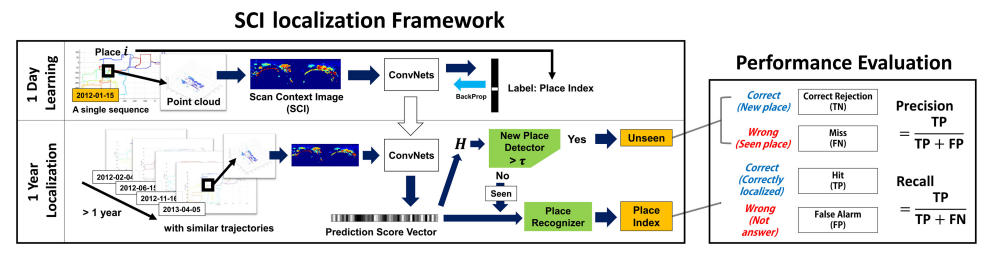 SCI localization Framework
1 Day
Learning
Place i
2012-01-15
A single sequence
Point cloud
Scan Context Image
(SCI)
ConvNets
BackProp
Label: Place Index
1 Year
Localization
2012-02-04
2012-06-15
2012-11-16
2013-04-05
> 1 year
with similar trajectories
ConvNets
Prediction Score Vector
H
New Place
Detector
> τ
Yes
Unseen
No
Seen
Place
Recognizer
Place
Index
Performance Evaluation
Correct
(New place)
Correct Rejection
(TN)
Wrong
(Seen place)
Miss
(FN)
Correct
(Correctly
localized)
Hit
(TP)
Wrong
(Not
answer)
False Alarm
(FP)
Precision
= TP
TP + FP
Recall
= TP
TP + FN